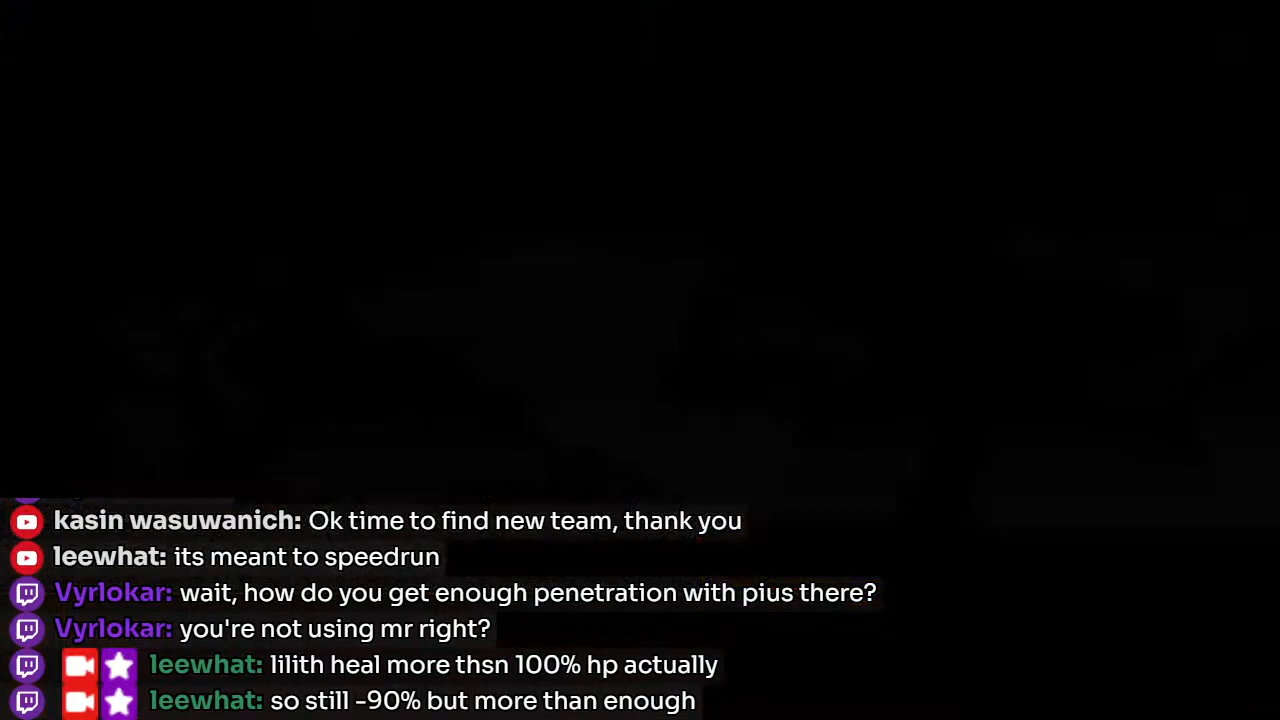 kasin wasuwanich: Ok time to find new team, thank you
leewhat: its meant to speedrun
Vyrlokar: wait, how do you get enough penetration with pius there?
Vyrlokar: you're not using mr right?
leewhat: lilith heal more thsn 100% hp actually
leewhat: so still -90% but more than enough